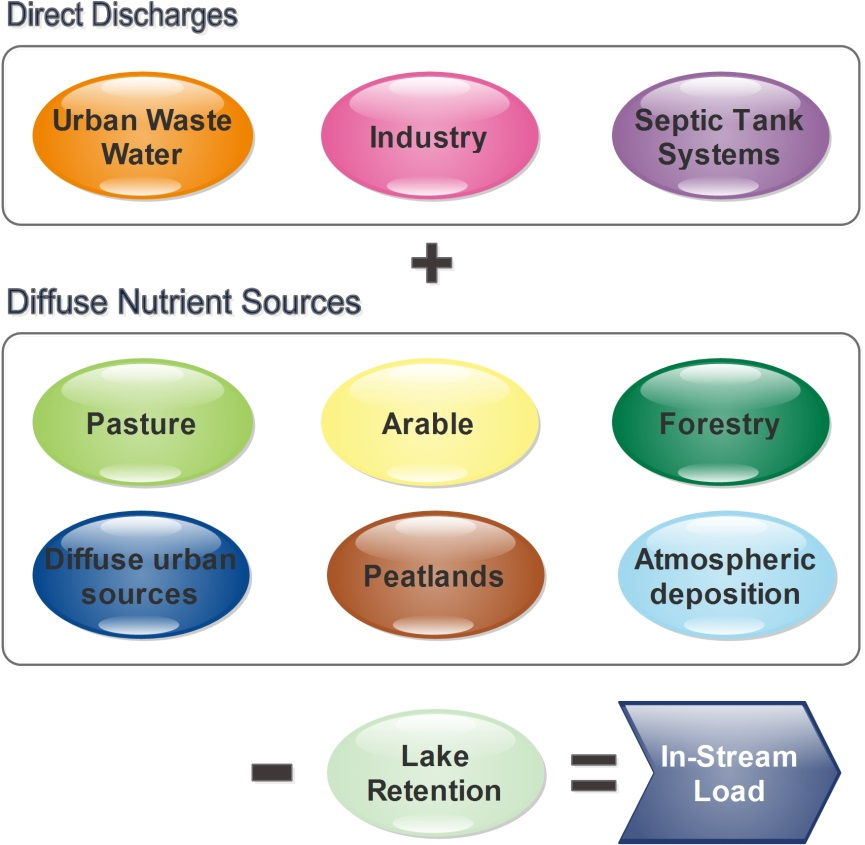 Direct Discharges
Urban Waste
Water
Industry
Septic Tank
Systems
+
Diffuse Nutrient Sources
Pasture
Arable
Forestry
Diffuse urban
sources
Peatlands
Atmospheric
deposition
-
Lake
Retention
=
In-Stream
Load